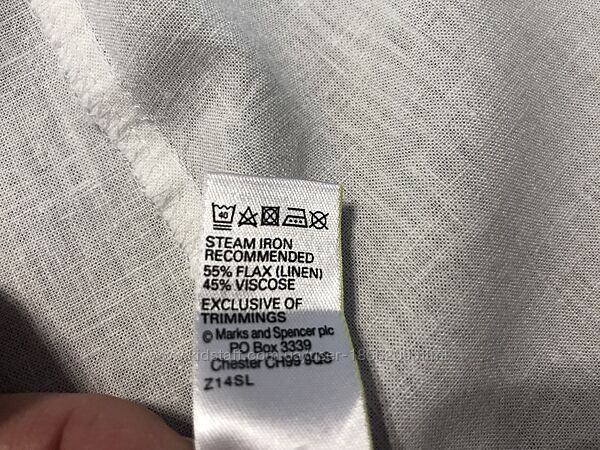 40
STEAM IRON
RECOMMENDED
55% FLAX (LINEN)
45% VISCOSE
EXCLUSIVE OF
TRIMMINGS
© Marks and Spencer plc
PO Box 3339
Chester CH99 9QS
Z14SL